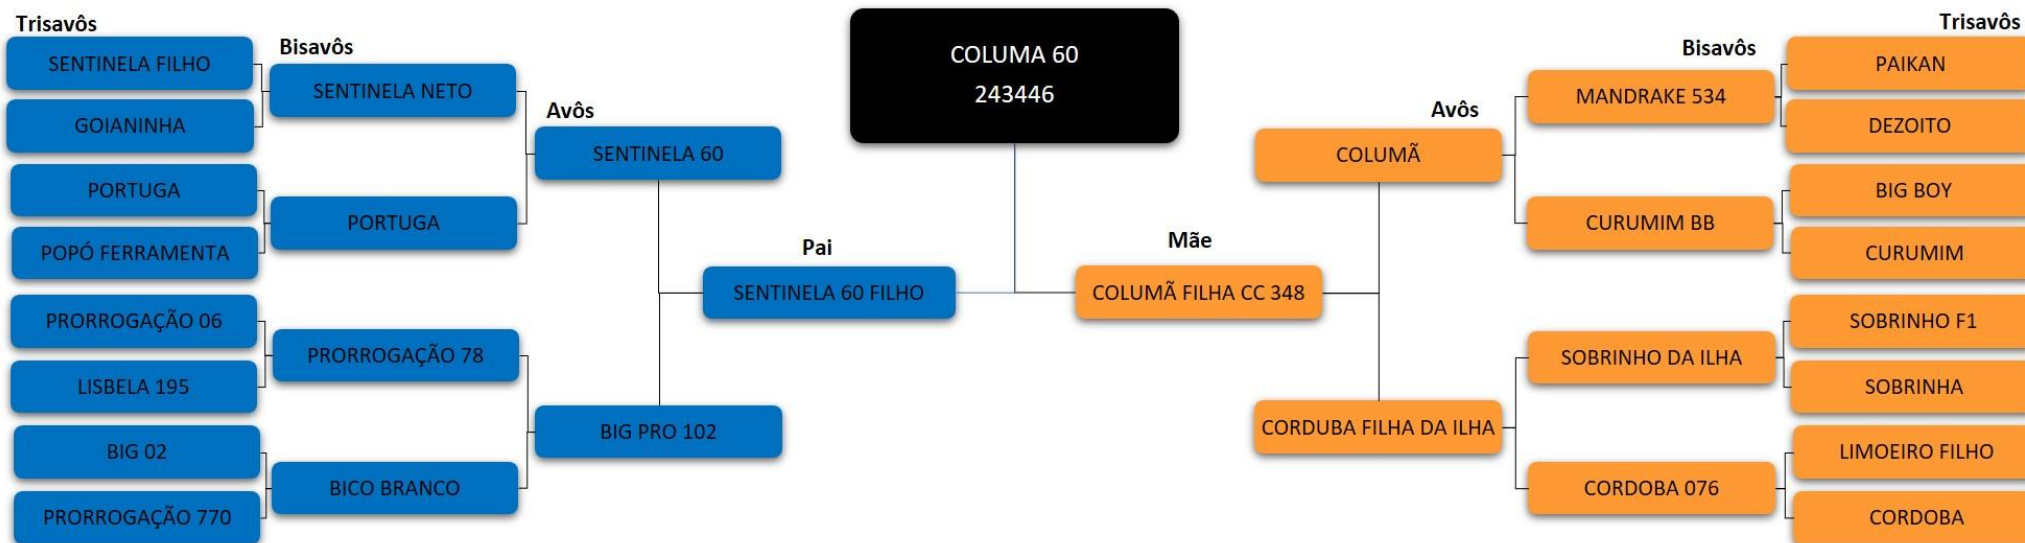 Trisavôs
SENTINELA FILHO
GOIANINHA
PORTUGA
POPÓ FERRAMENTA
PRORROGAÇÃO 06
LISBELA 195
BIG 02
PRORROGAÇÃO 770
Bisavôs
SENTINELA NETO
PORTUGA
PRORROGAÇÃO 78
BICO BRANCO
Avôs
SENTINELA 60
BIG PRO 102
Pai
SENTINELA 60 FILHO
COLUMA 60
243446
Mãe
COLUMÃ FILHA CC 348
Avôs
COLUMÃ
CORDUBA FILHA DA ILHA
Bisavôs
MANDRAKE 534
CURUMIM BB
SOBRINHO DA ILHA
CORDOBA 076
Trisavôs
PAIKAN
DEZOITO
BIG BOY
CURUMIM
SOBRINHO F1
SOBRINHA
LIMOEIRO FILHO
CORDOBA